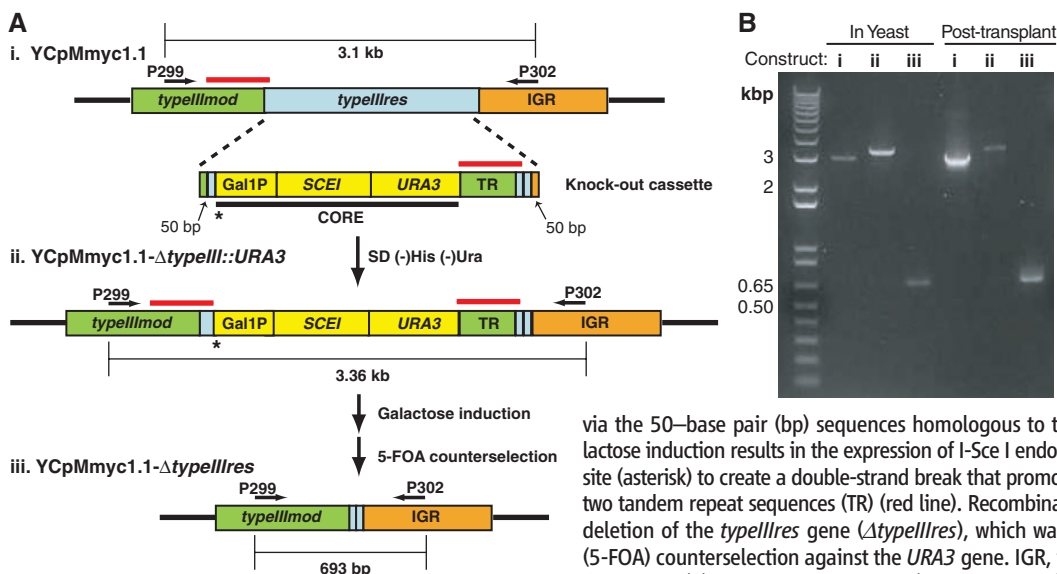 A
i. YCpMmyc1.1
3.1 kb
P299
P302
typeIIImod
typeIIIres
IGR
Gal1P
SCEI
URA3
TR
Knock-out cassette
50 bp
*
CORE
50 bp
ii. YCpMmyc1.1-ΔtypeIII::URA3
SD (-)His (-)Ura
P299
P302
typeIIImod
Gal1P
SCEI
URA3
TR
IGR
*
3.36 kb
Galactose induction
5-FOA counterselection
iii. YCpMmyc1.1-ΔtypeIIIres
P299
P302
typeIIImod
IGR
693 bp
B
In Yeast
Post-transplant
Construct: i ii iii i ii iii
kbp
3
2
0.65
0.50
via the 50–base pair (bp) sequences homologous to t
lactose induction results in the expression of I-Sce I endo
site (asterisk) to create a double-strand break that promo
two tandem repeat sequences (TR) (red line). Recombina
deletion of the typeIIIres gene (ΔtypeIIIres), which wa
(5-FOA) counterselection against the URA3 gene. IGR,